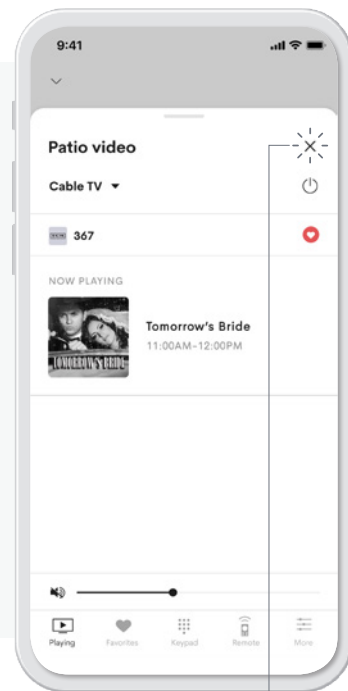 9:41
Patio video
Cable TV
367
NOW PLAYING
TOMORROW'S BRIDE
Tomorrow's Bride
11:00AM-12:00PM
Playing
Favorites
Keypad
Remote
More